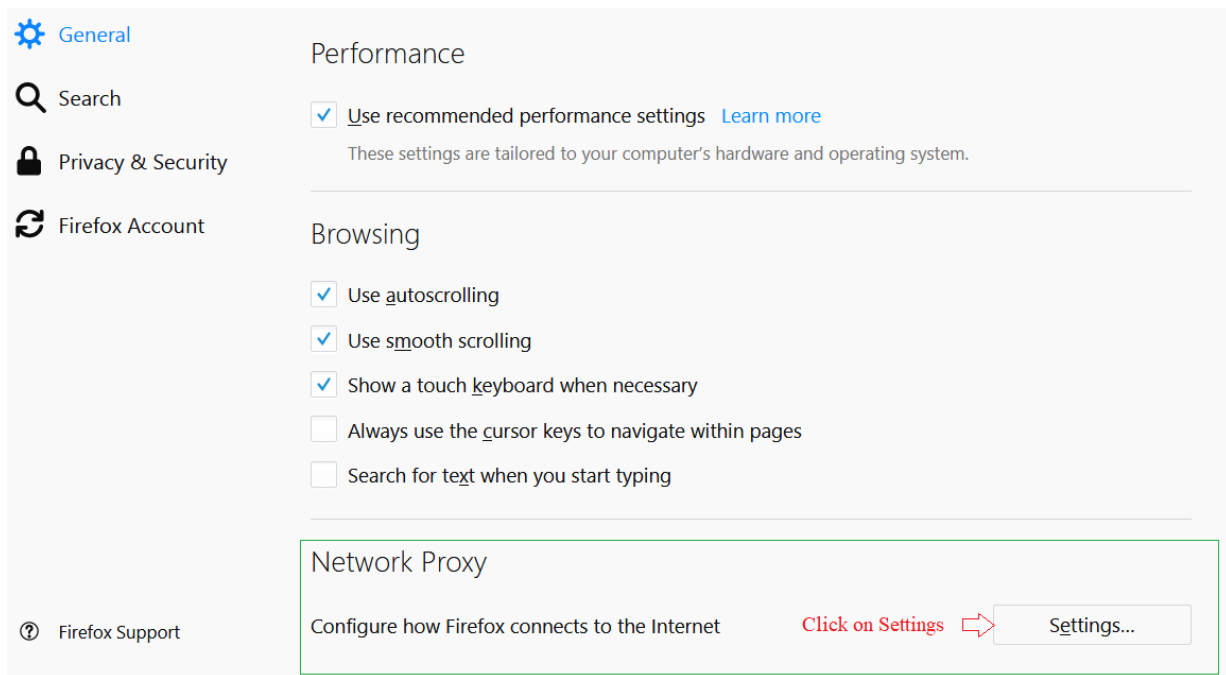 General
Search
Privacy & Security
Firefox Account
Firefox Support
Performance
Use recommended performance settings Learn more
These settings are tailored to your computer's hardware and operating system.
Browsing
Use autoscrolling
Use smooth scrolling
Show a touch keyboard when necessary
Always use the cursor keys to navigate within pages
Search for text when you start typing
Network Proxy
Configure how Firefox connects to the Internet Click on Settings Settings...